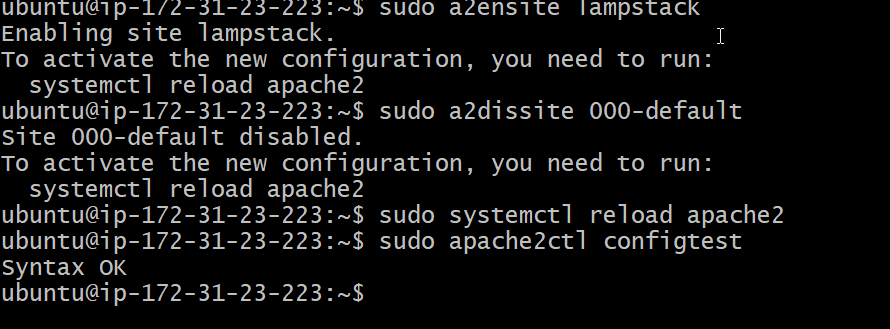 ubuntu@ip-172-31-23-223:~$ sudo a2ensite lampstack
Enabling site lampstack.
To activate the new configuration, you need to run:
  systemctl reload apache2
ubuntu@ip-172-31-23-223:~$ sudo a2dissite 000-default
Site 000-default disabled.
To activate the new configuration, you need to run:
  systemctl reload apache2
ubuntu@ip-172-31-23-223:~$ sudo systemctl reload apache2
ubuntu@ip-172-31-23-223:~$ sudo apache2ctl configtest
Syntax OK
ubuntu@ip-172-31-23-223:~$